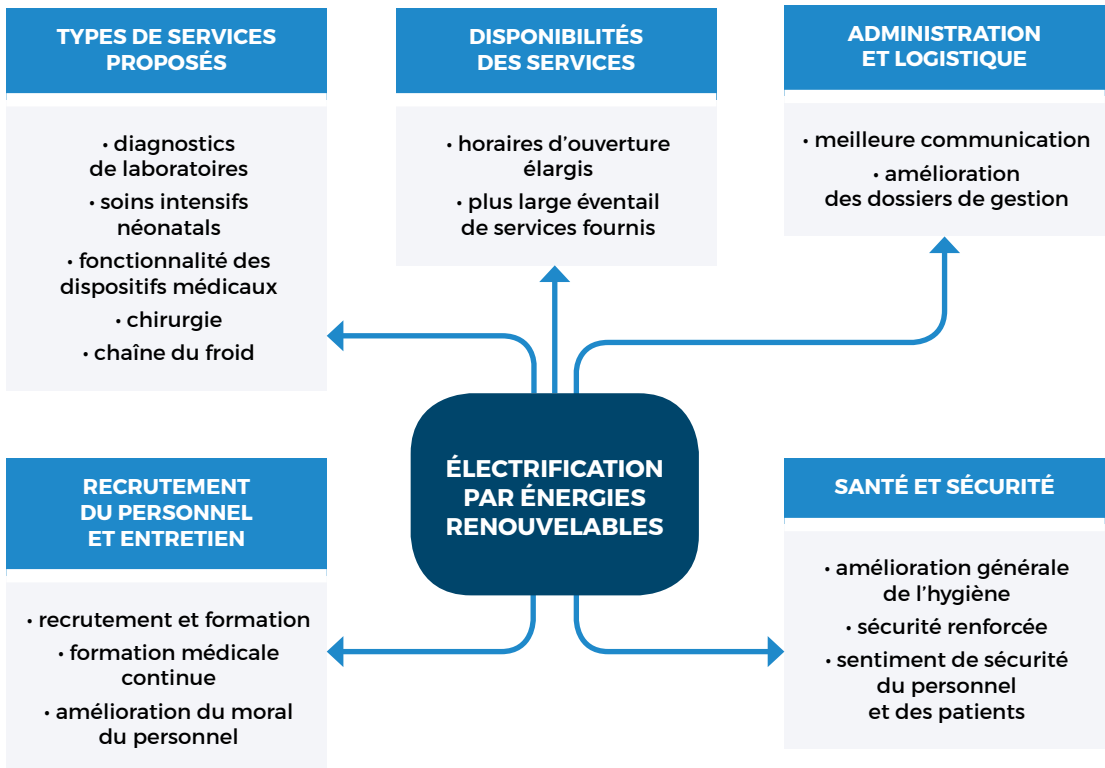 TYPES DE SERVICES
PROPOSÉS
• diagnostics
de laboratoires
• soins intensifs
néonatals
• fonctionnalité des
dispositifs médicaux
• chirurgie
• chaîne du froid
DISPONIBILITÉS
DES SERVICES
• horaires d’ouverture
élargis
• plus large éventail
de services fournis
ADMINISTRATION
ET LOGISTIQUE
• meilleure communication
• amélioration
des dossiers de gestion
ÉLECTRIFICATION
PAR ÉNERGIES
RENOUVELABLES
RECRUTEMENT
DU PERSONNEL
ET ENTRETIEN
• recrutement et formation
• formation médicale
continue
• amélioration du moral
du personnel
SANTÉ ET SÉCURITÉ
• amélioration générale
de l’hygiène
• sécurité renforcée
• sentiment de sécurité
du personnel
et des patients